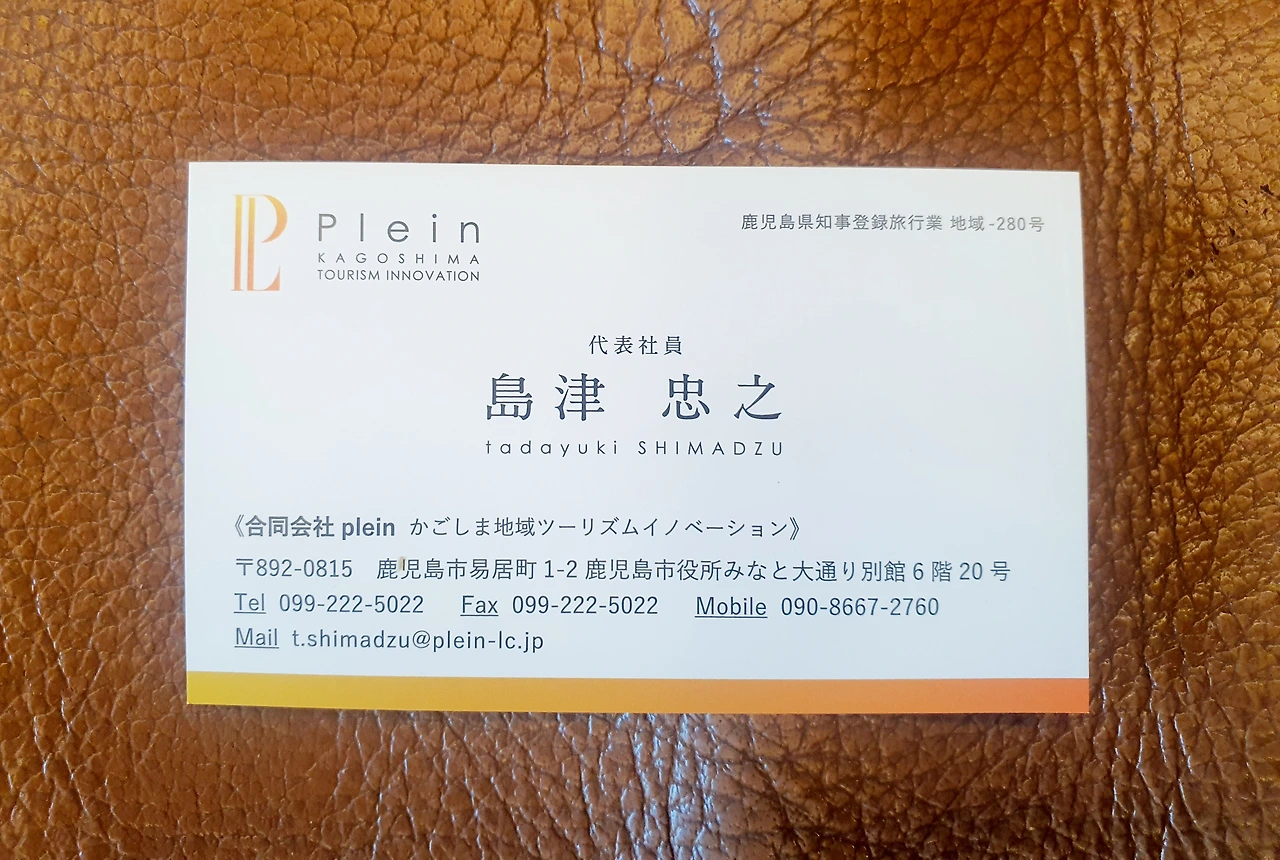 Plein
KAGOSHIMA
TOURISM INNOVATION
鹿児島県知事登録旅行業 地域-280号
代表社員
島津 忠之
tadayuki SHIMADZU
《合同会社 plein かごしま地域ツーリズムイノベーション》
〒892-0815 鹿児島市易居町 1-2 鹿児島市役所みなと大通り別館 6 階 20 号
Tel 099-222-5022 Fax 099-222-5022 Mobile 090-8667-2760
Mail t.shimadzu@plein-lc.jp